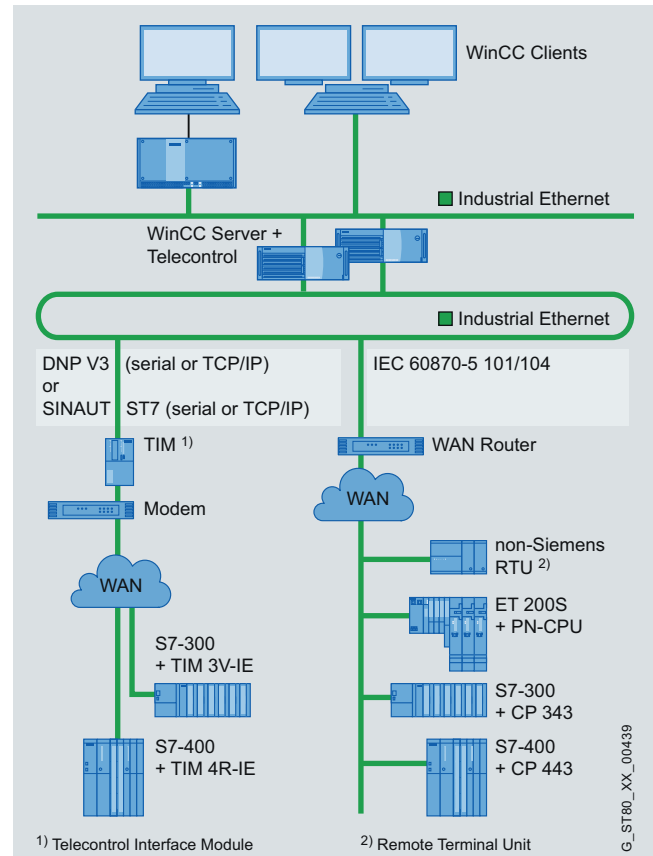 WinCC Clients
Industrial Ethernet
WinCC Server +
Telecontrol
Industrial Ethernet
DNP V3 (serial or TCP/IP)
or
SINAUT ST7 (serial or TCP/IP)
IEC 60870-5 101/104
TIM 1)
Modem
WAN
S7-300
+ TIM 3V-IE
S7-400
+ TIM 4R-IE
WAN Router
WAN
non-Siemens
RTU 2)
ET 200S
+ PN-CPU
S7-300
+ CP 343
S7-400
+ CP 443
1) Telecontrol Interface Module
2) Remote Terminal Unit
G_ST80_XX_00439